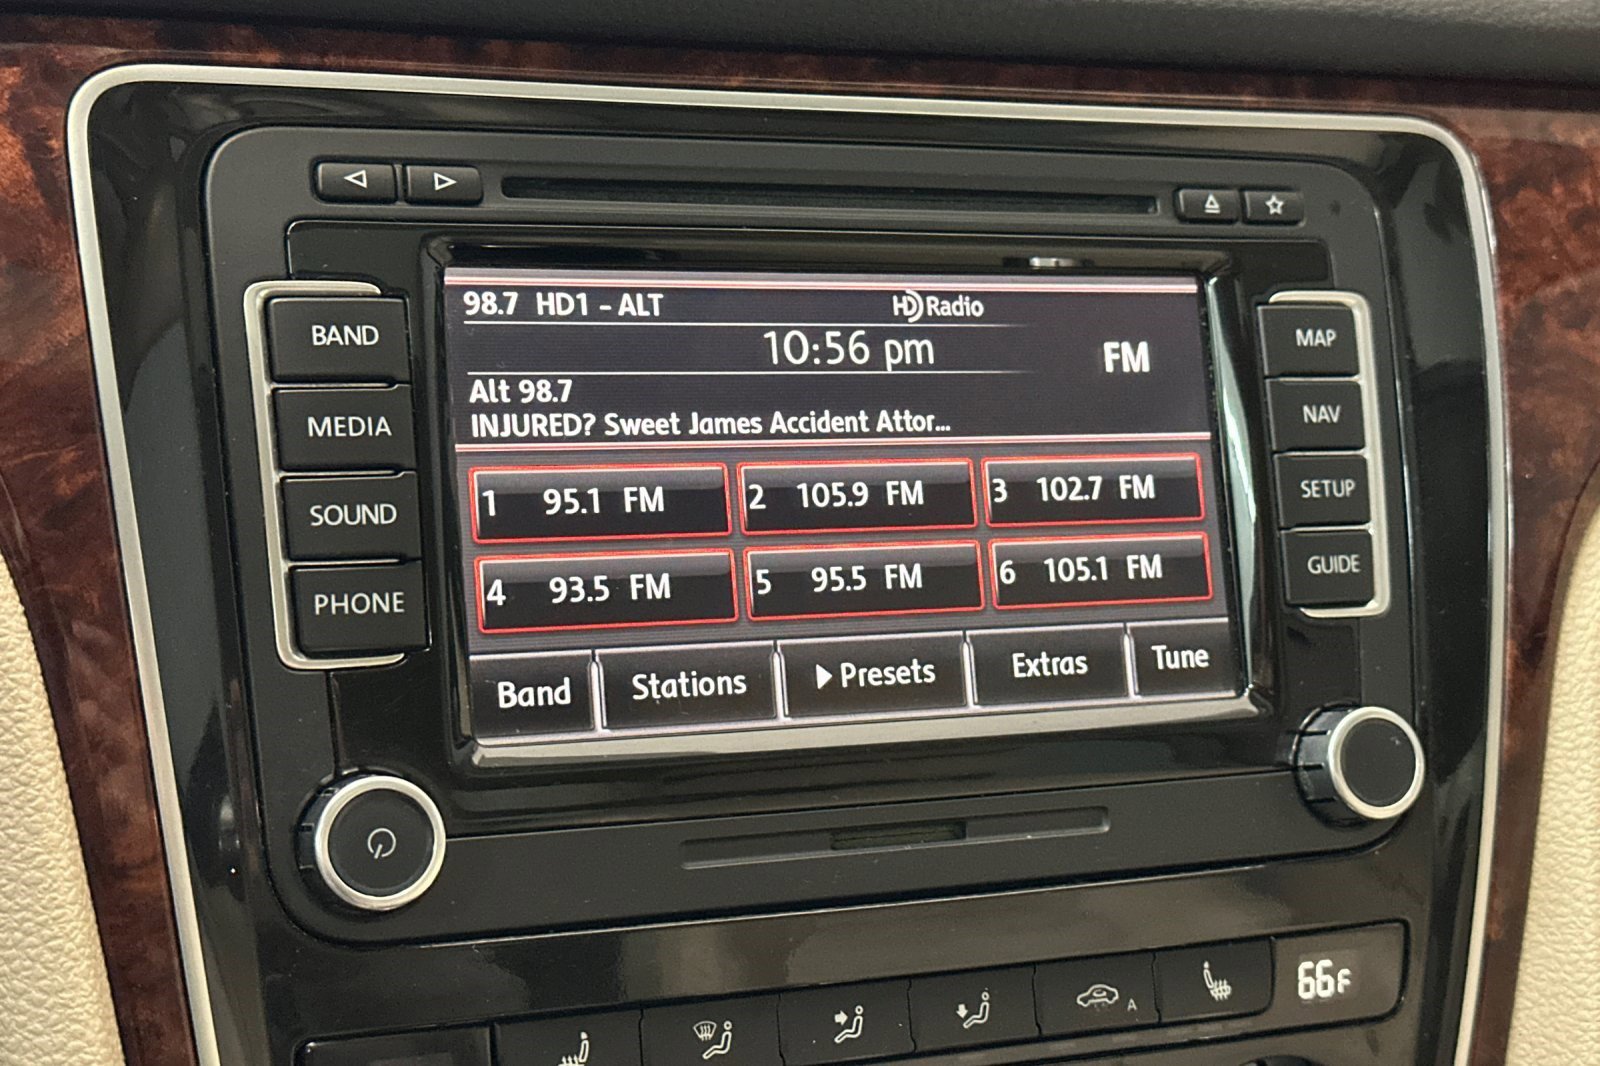 98.7 HD1 - ALT HD Radio
10:56 pm
FM
Alt 98.7
INJURED? Sweet James Accident Attor...
1 95.1 FM
2 105.9 FM
3 102.7 FM
4 93.5 FM
5 95.5 FM
6 105.1 FM
Band
Stations
Presets
Extras
Tune
BAND
MEDIA
SOUND
PHONE
MAP
NAV
SETUP
GUIDE
A
66F